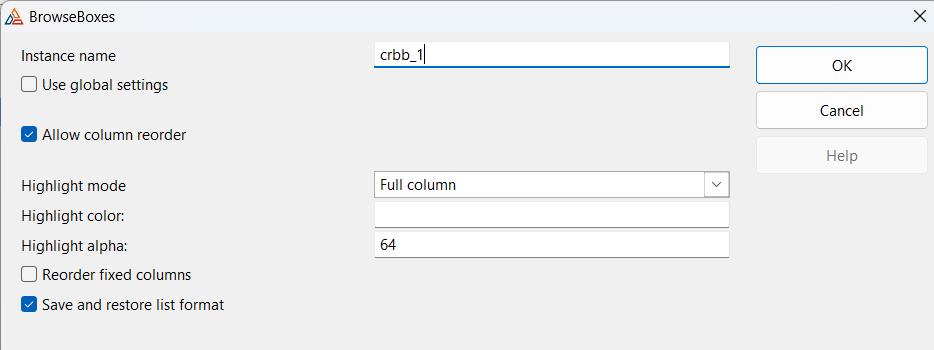 BrowseBoxes
Instance name crbb_1
OK
Use global settings
Cancel
Allow column reorder
Help
Highlight mode Full column
Highlight color:
Highlight alpha: 64
Reorder fixed columns
Save and restore list format